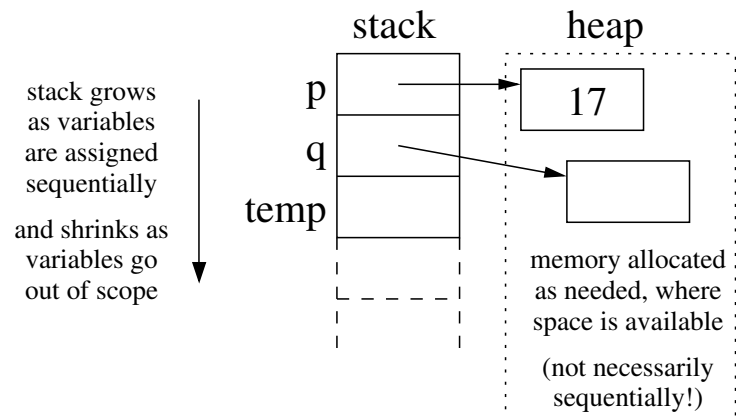 stack
heap
stack grows
as variables
are assigned
sequentially
and shrinks as
variables go
out of scope
p
q
temp
17
memory allocated
as needed, where
space is available
(not necessarily
sequentially!)